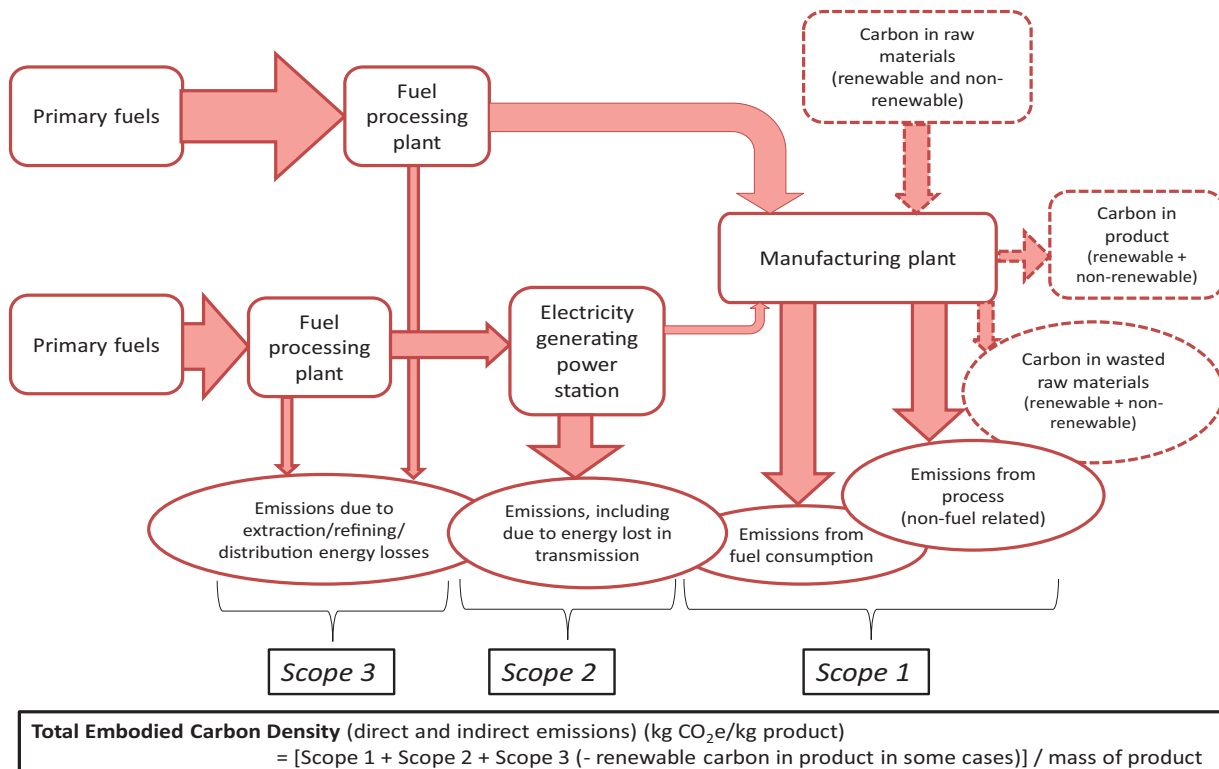 Primary fuels
Fuel
processing
plant
Carbon in raw
materials
(renewable and non-
renewable)
Manufacturing plant
Carbon in
product
(renewable +
non-renewable)
Primary fuels
Fuel
processing
plant
Electricity
generating
power
station
Carbon in wasted
raw materials
(renewable + non-
renewable)
Emissions due to
extraction/refining/
distribution energy losses
Emissions, including
due to energy lost in
transmission
Emissions from
fuel consumption
Emissions from
process
(non-fuel related)
Scope 3
Scope 2
Scope 1
Total Embodied Carbon Density (direct and indirect emissions) (kg CO₂e/kg product)
= [Scope 1 + Scope 2 + Scope 3 (- renewable carbon in product in some cases)] / mass of product